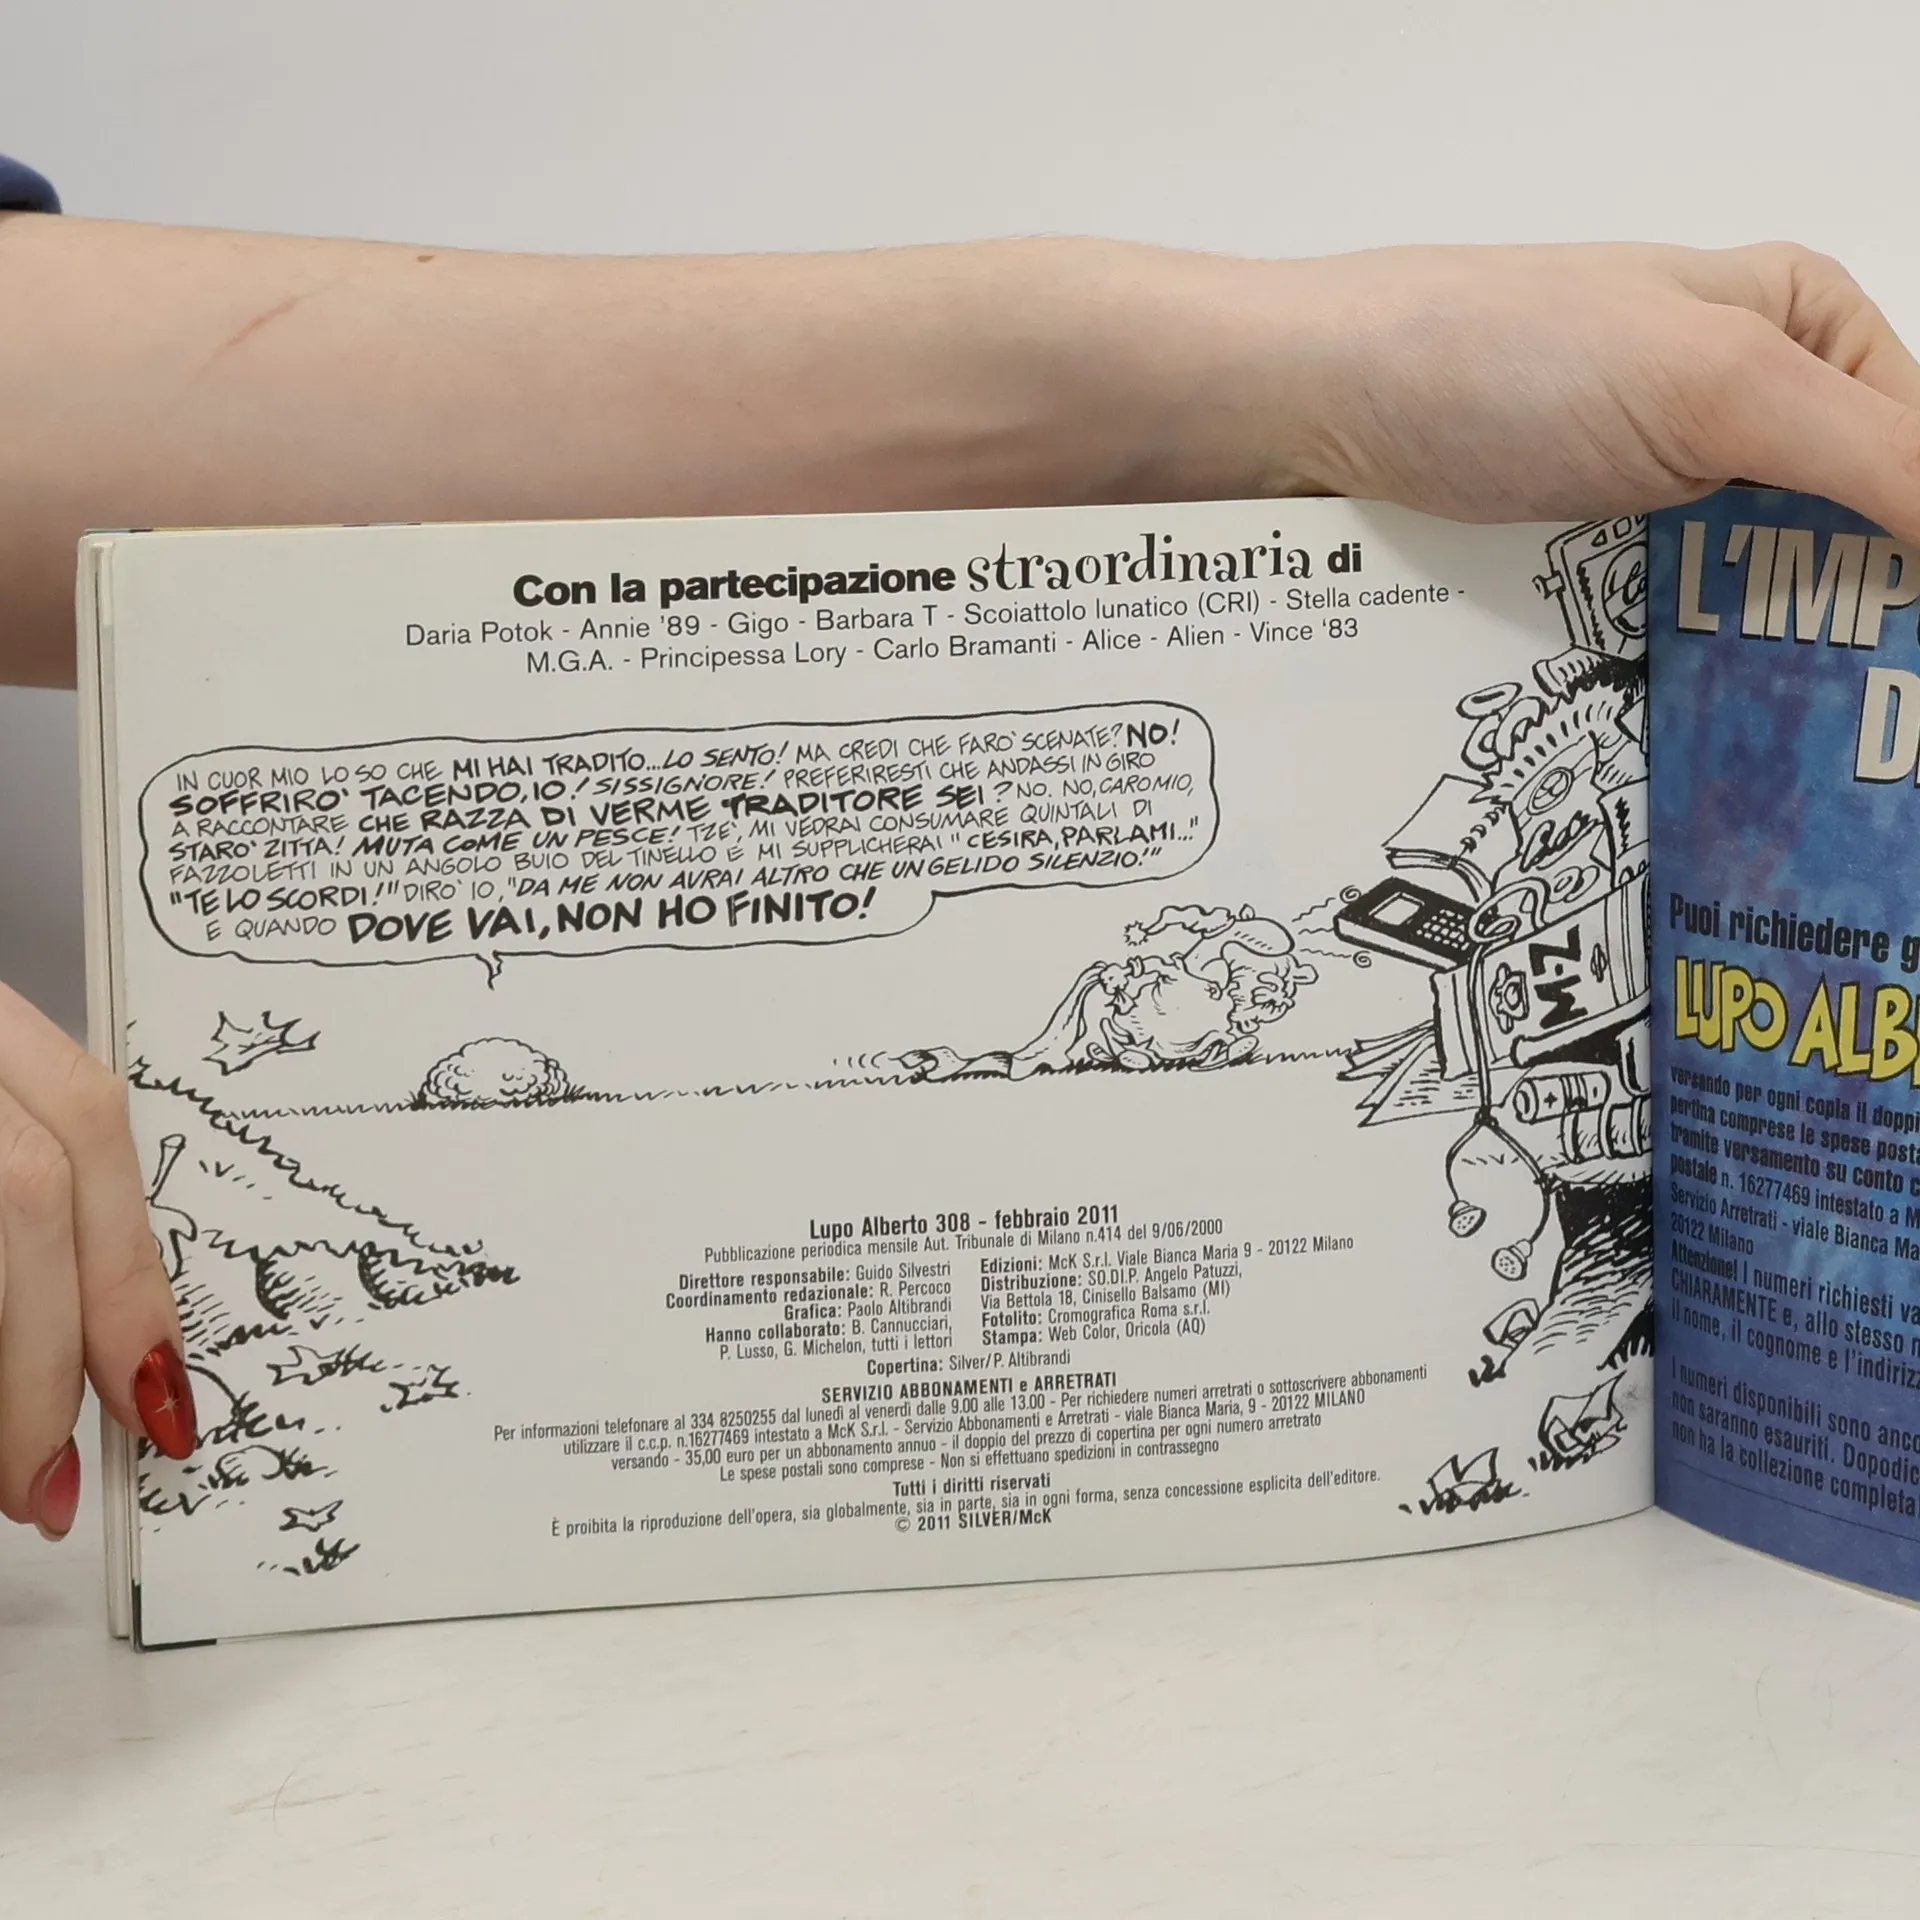 Con la partecipazione straordinaria di
Daria Potok - Annie '89 - Gigo - Barbara T - Scoiattolo lunatico (CRI) - Stella cadente -
M.G.A. - Principessa Lory - Carlo Bramanti - Alice - Alien - Vince '83
IN CUOR MIO LO SO CHE MI HAI TRADITO...LO SENTO! MA CREDI CHE FARO' SCENATE? NO!
SOFFRIRO' TACENDO, IO! SISSIGNORE! PREFERIRESTI CHE ANDASSI IN GIRO
A RACCONTARE CHE RAZZA DI VERME TRADITORE SEI? NO. NO, CARO MIO,
STARO' ZITTA! MUTA COME UN PESCE! TZE', MI VEDRAI CONSUMARE QUINTALI DI
FAZZOLETTI IN UN ANGOLO BUIO DEL TINELLO E MI SUPPLICHERAI "CESIRA, PARLAMI..."
"TE LO SCORDI!" DIRO' IO, "DA ME NON AVRAI ALTRO CHE UN GELIDO SILENZIO!"
E QUANDO DOVE VAI, NON HO FINITO!
Lupo Alberto 308 - febbraio 2011
Pubblicazione periodica mensile Aut. Tribunale di Milano n.414 del 9/06/2000
Direttore responsabile: Guido Silvestri
Coordinamento redazionale: R. Percoco
Grafica: Paolo Altibrandi
Hanno collaborato: B. Cannucciari,
P. Lusso, G. Michelon, tutti i lettori
Edizioni: McK S.r.l. Viale Bianca Maria 9 - 20122 Milano
Distribuzione: SO.DI.P. Angelo Patuzzi,
Via Bettola 18, Cinisello Balsamo (MI)
Fotolito: Cromografica Roma s.r.l.
Stampa: Web Color, Oricola (AQ)
Copertina: Silver/P. Altibrandi
SERVIZIO ABBONAMENTI e ARRETRATI
Per informazioni telefonare al 334 8250255 dal lunedì al venerdì dalle 9.00 alle 13.00 - Per richiedere numeri arretrati o sottoscrivere abbonamenti
utilizzare il c.c.p. n.16277469 intestato a McK S.r.l. - Servizio Abbonamenti e Arretrati - viale Bianca Maria, 9 - 20122 MILANO
versando - 35,00 euro per un abbonamento annuo - il doppio del prezzo di copertina per ogni numero arretrato
Le spese postali sono comprese - Non si effettuano spedizioni in contrassegno
Tutti i diritti riservati
È proibita la riproduzione dell'opera, sia globalmente, sia in parte, sia in ogni forma, senza concessione esplicita dell'editore.
© 2011 SILVER/McK
L'IMP
D
Puoi richiedere g
LUPO ALB
versando per ogni copia il doppi
pertina comprese le spese posta
tramite versamento su conto c
postale n. 16277469 intestato a M
Servizio Arretrati - viale Bianca Ma
20122 Milano
Attenzione! I numeri richiesti va
CHIARAMENTE e, allo stesso m
il nome, il cognome e l'indiriz
I numeri disponibili sono anco
non saranno esauriti. Dopodic
non ha la collezione completa